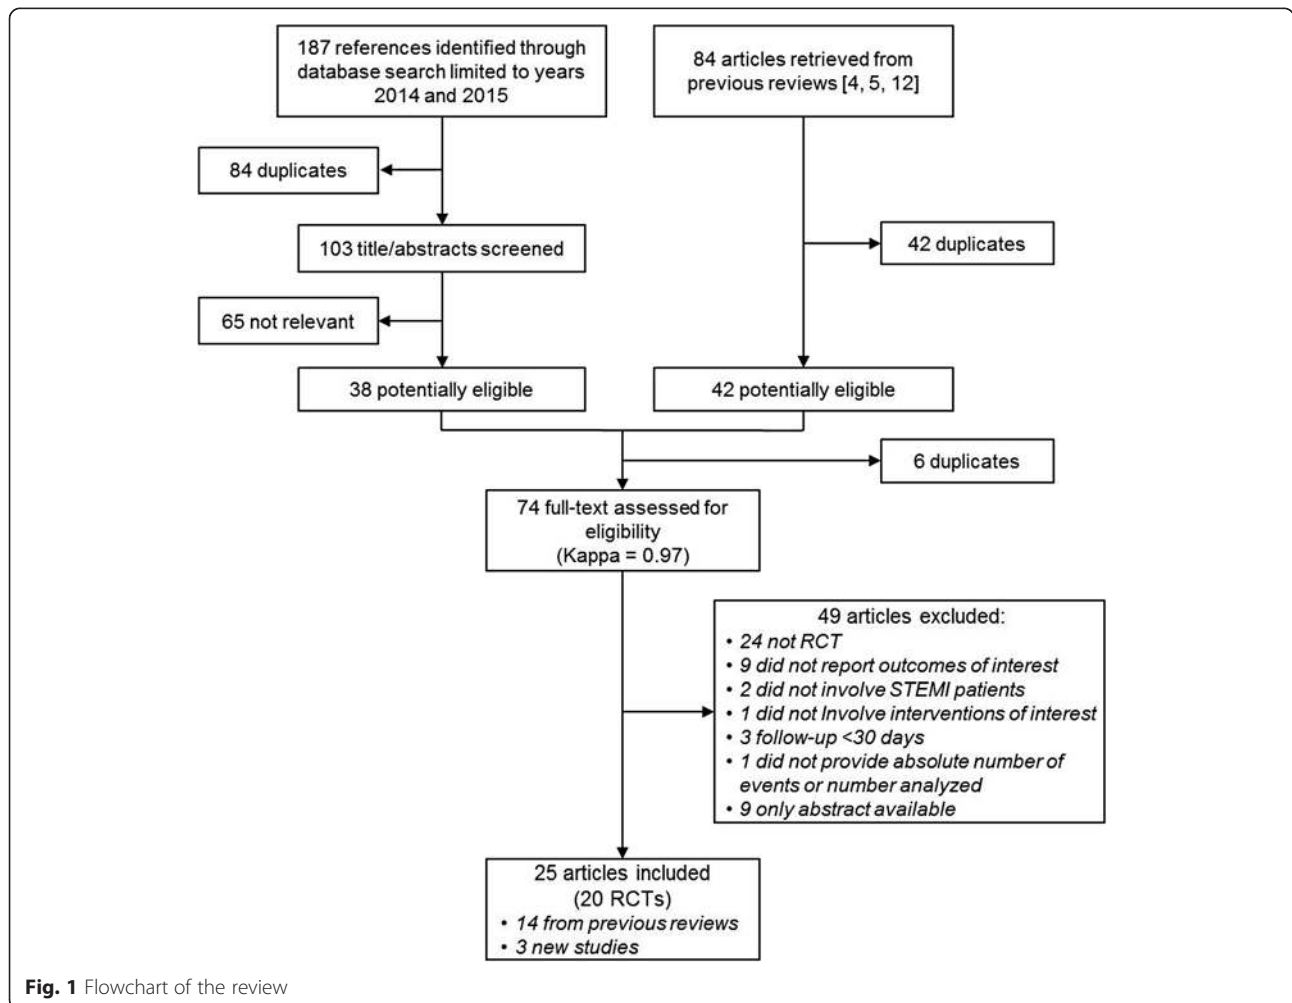 187 references identified through
database search limited to years
2014 and 2015
84 articles retrieved from
previous reviews [4, 5, 12]
84 duplicates
103 title/abstracts screened
42 duplicates
65 not relevant
38 potentially eligible
42 potentially eligible
6 duplicates
74 full-text assessed for
eligibility
(Kappa = 0.97)
49 articles excluded:
• 24 not RCT
• 9 did not report outcomes of interest
• 2 did not involve STEMI patients
• 1 did not Involve interventions of interest
• 3 follow-up <30 days
• 1 did not provide absolute number of
events or number analyzed
• 9 only abstract available
25 articles included
(20 RCTs)
• 14 from previous reviews
• 3 new studies
Fig. 1 Flowchart of the review